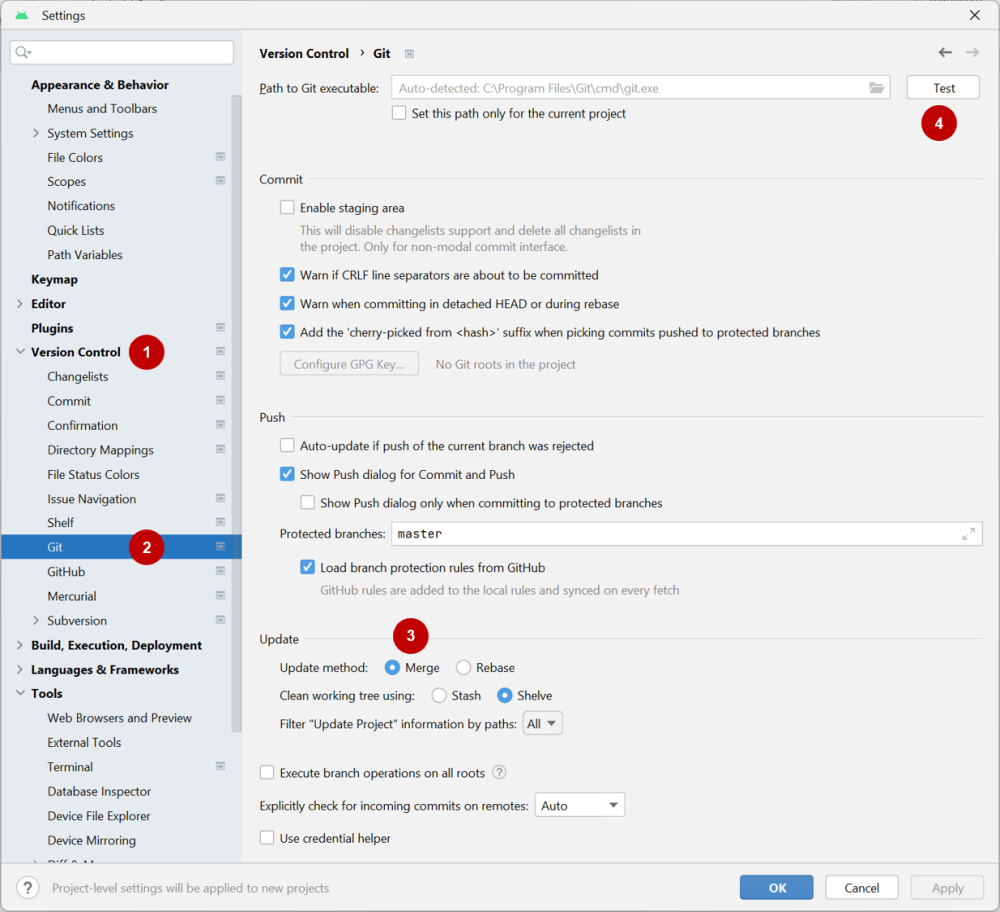 Settings
Appearance & Behavior
Menus and Toolbars
System Settings
File Colors
Scopes
Notifications
Quick Lists
Path Variables
Keymap
Editor
Plugins
Version Control 1
Changelists
Commit
Confirmation
Directory Mappings
File Status Colors
Issue Navigation
Shelf
Git 2
GitHub
Mercurial
Subversion
Build, Execution, Deployment
Languages & Frameworks
Tools
Web Browsers and Preview
External Tools
Terminal
Database Inspector
Device File Explorer
Device Mirroring
Version Control › Git
Path to Git executable: Auto-detected: C:\Program Files\Git\cmd\git.exe Test
Set this path only for the current project 4
Commit
Enable staging area
This will disable changelists support and delete all changelists in
the project. Only for non-modal commit interface.
Warn if CRLF line separators are about to be committed
Warn when committing in detached HEAD or during rebase
Add the 'cherry-picked from <hash>' suffix when picking commits pushed to protected branches
Configure GPG Key... No Git roots in the project
Push
Auto-update if push of the current branch was rejected
Show Push dialog for Commit and Push
Show Push dialog only when committing to protected branches
Protected branches: master
Load branch protection rules from GitHub
GitHub rules are added to the local rules and synced on every fetch
Update 3
Update method: Merge Rebase
Clean working tree using: Stash Shelve
Filter "Update Project" information by paths: All
Execute branch operations on all roots ?
Explicitly check for incoming commits on remotes: Auto
Use credential helper
? Project-level settings will be applied to new projects OK Cancel Apply